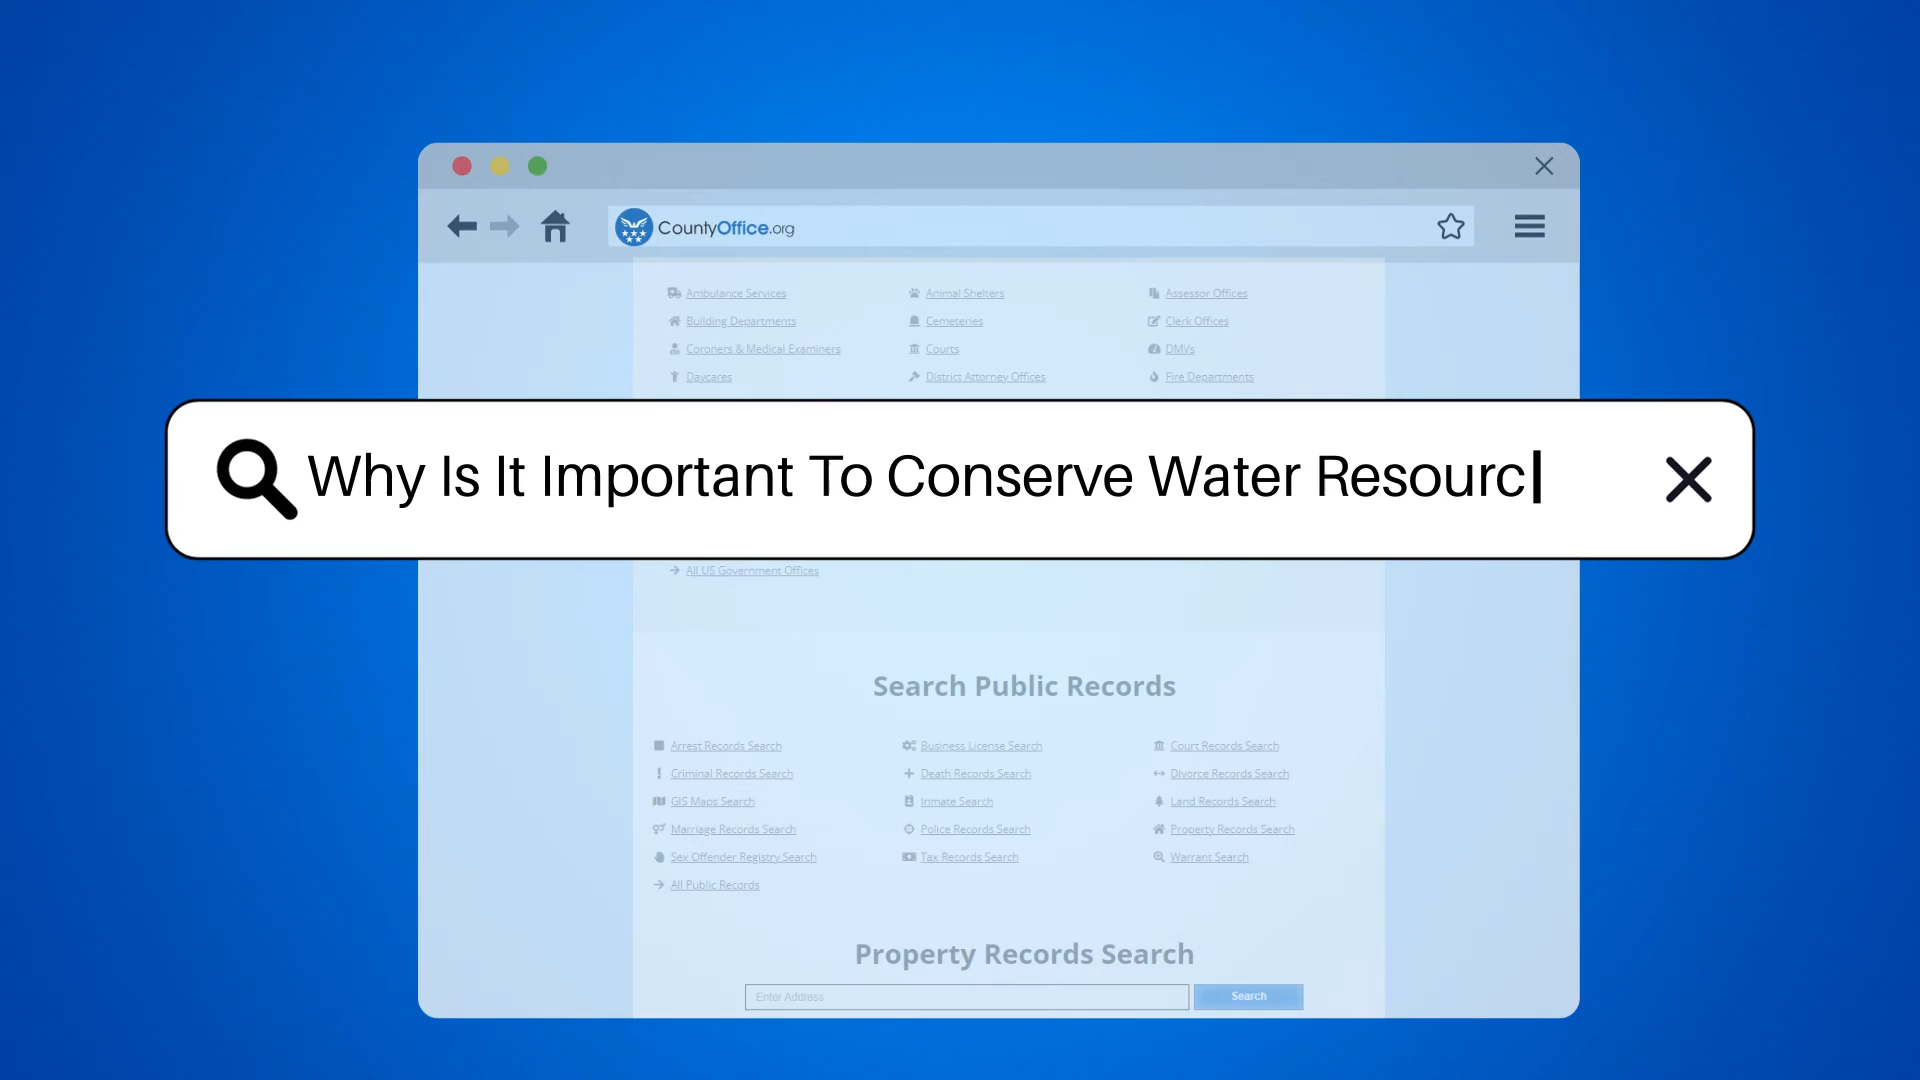 CountyOffice.org
Ambulance Services Animal Shelters Assessor Offices
Building Departments Cemeteries Clerk Offices
Coroners & Medical Examiners Courts DMVs
Daycares District Attorney Offices Fire Departments
Why Is It Important To Conserve Water Resourc
All US Government Offices
Search Public Records
Arrest Records Search Business License Search Court Records Search
Criminal Records Search Death Records Search Divorce Records Search
GIS Maps Search Inmate Search Land Records Search
Marriage Records Search Police Records Search Property Records Search
Sex Offender Registry Search Tax Records Search Warrant Search
All Public Records
Property Records Search
Enter Address Search